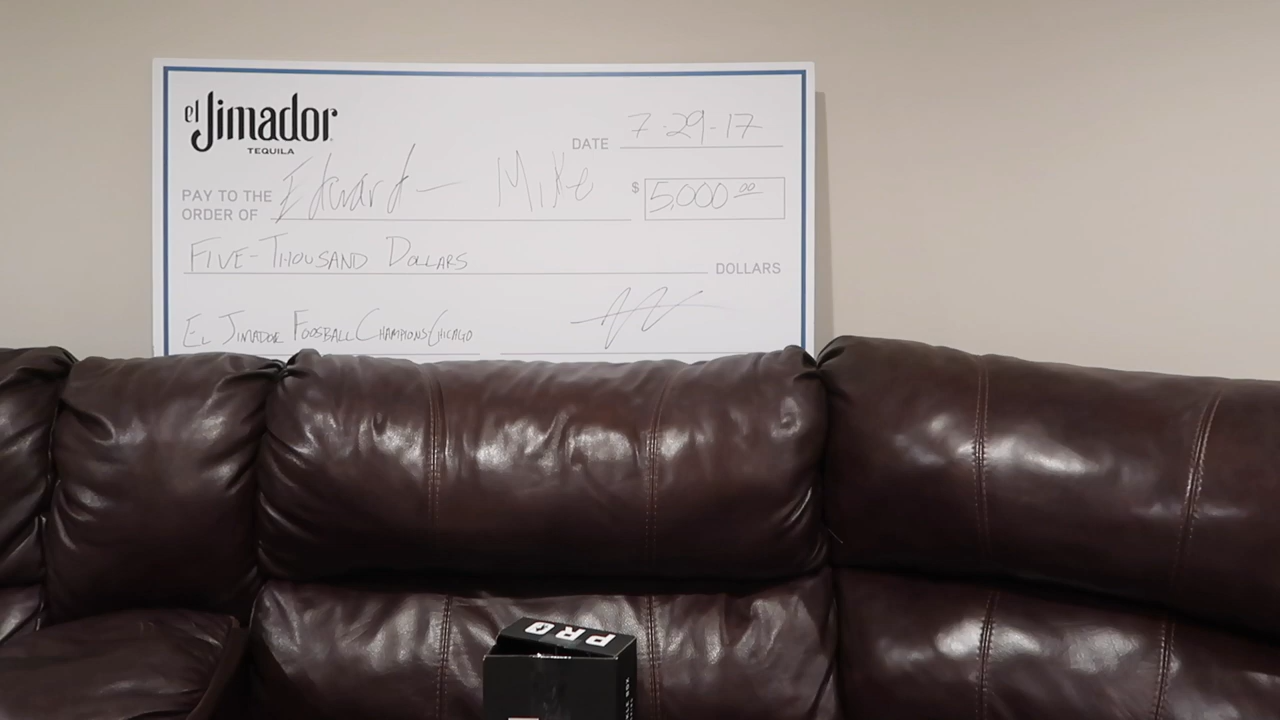 el Jimador
TEQUILA
DATE 7-29-17
PAY TO THE ORDER OF Edward - Mike $ 5,000.00
FIVE-THOUSAND DOLLARS DOLLARS
EL JIMADOR FOOSBALL CHAMPIONS CHICAGO
PRO